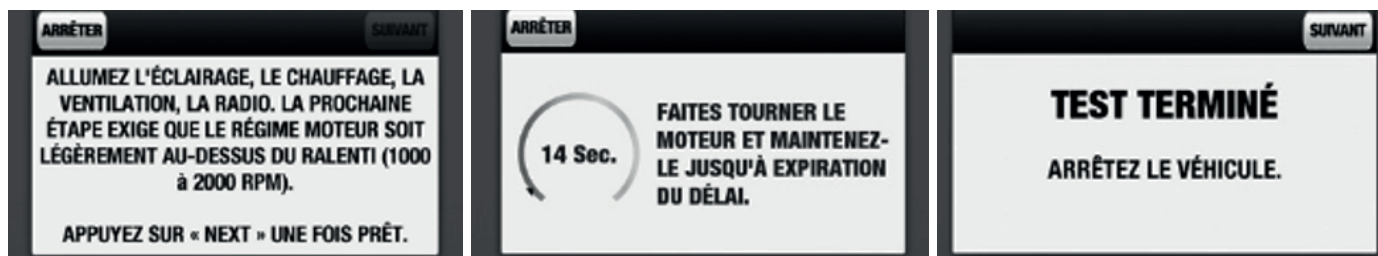 ARRÊTER
SUIVANT
ALLUMEZ L'ÉCLAIRAGE, LE CHAUFFAGE, LA
VENTILATION, LA RADIO. LA PROCHAINE
ÉTAPE EXIGE QUE LE RÉGIME MOTEUR SOIT
LÉGÈREMENT AU-DESSUS DU RALENTI (1000
à 2000 RPM).
APPUYEZ SUR « NEXT » UNE FOIS PRÊT.
ARRÊTER
14 Sec.
FAITES TOURNER LE
MOTEUR ET MAINTENEZ-
LE JUSQU'À EXPIRATION
DU DÉLAI.
SUIVANT
TEST TERMINÉ
ARRÊTEZ LE VÉHICULE.